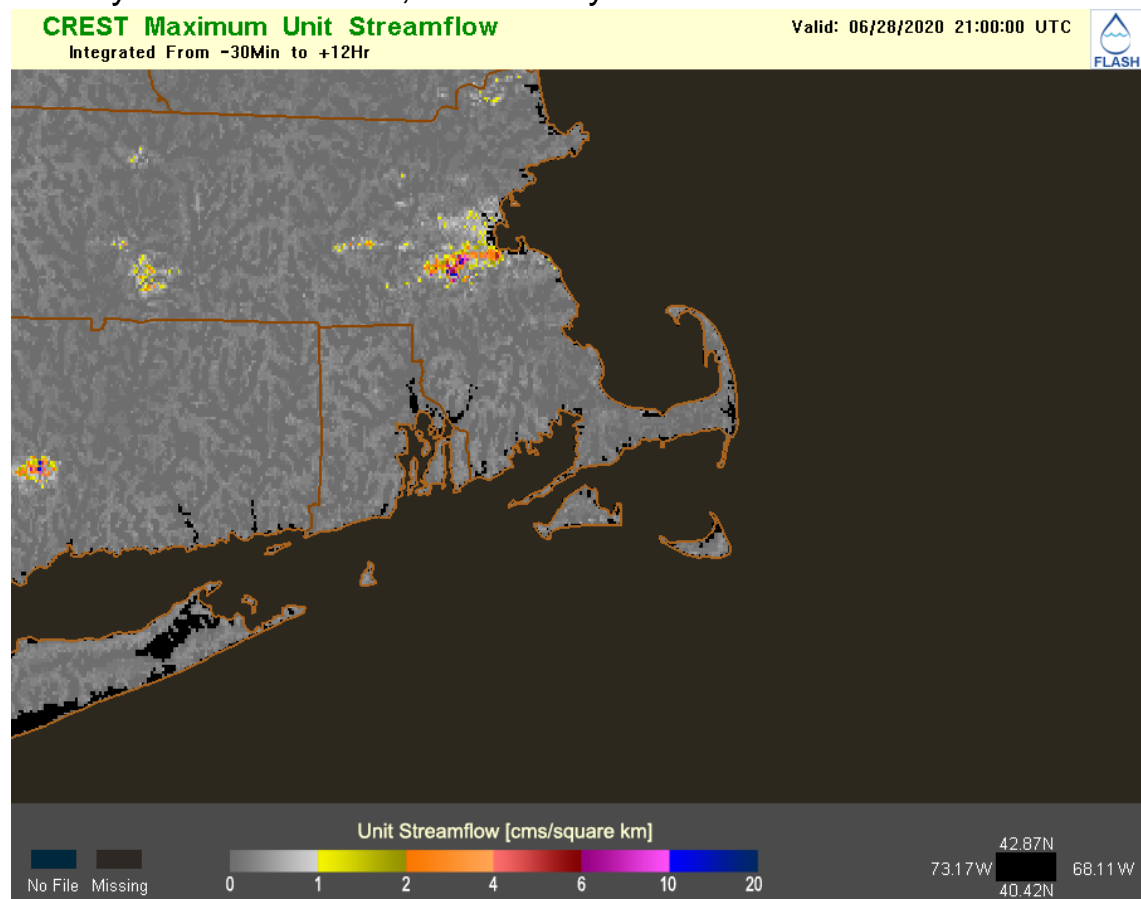 CREST Maximum Unit Streamflow
Integrated From -30Min to +12Hr
Valid: 06/28/2020 21:00:00 UTC
FLASH
Unit Streamflow [cms/square km]
No File
Missing
0 1 2 4 6 10 20
42.87N
73.17W
68.11W
40.42N